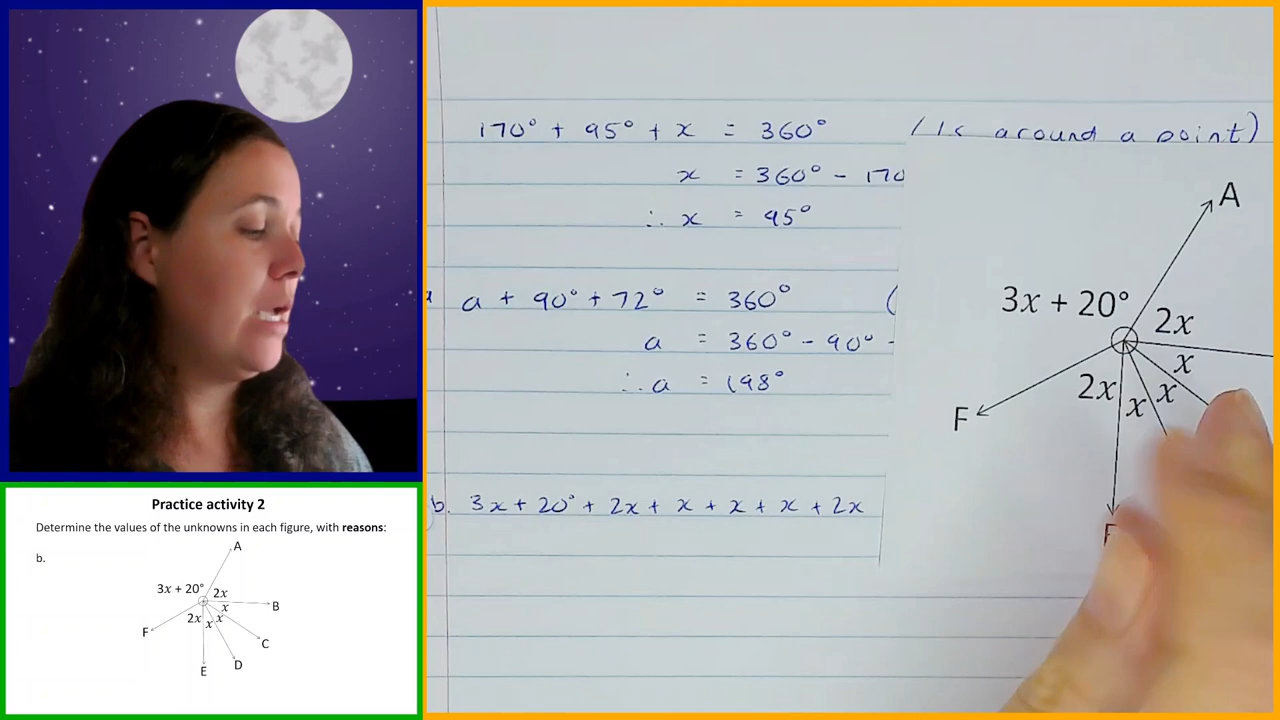 170° + 95° + x = 360° (∠s around a point)
x = 360° - 170
∴ x = 95°
a + 90° + 72° = 360° (
a = 360° - 90° -
∴ a = 198°
b. 3x + 20° + 2x + x + x + x + 2x
A
3x + 20°
2x
x
x
x
2x
F
Practice activity 2
Determine the values of the unknowns in each figure, with reasons:
b.
A
3x + 20°
2x
x
x
x
2x
B
C
D
E
F